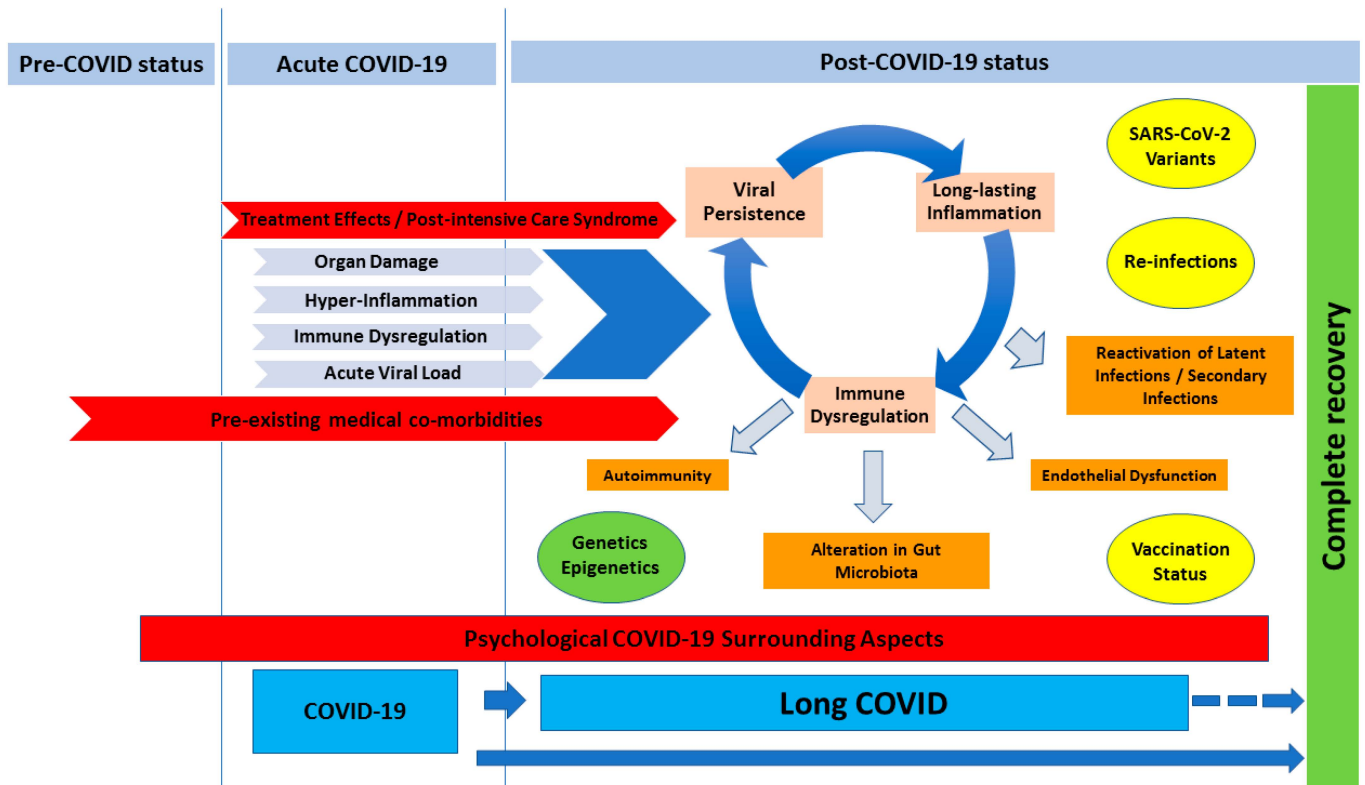 Pre-COVID status
Acute COVID-19
Post-COVID-19 status
SARS-CoV-2
Variants
Viral
Persistence
Long-lasting
Inflammation
Treatment Effects / Post-intensive Care Syndrome
Organ Damage
Re-infections
Hyper-Inflammation
Immune Dysregulation
Reactivation of Latent
Infections / Secondary
Infections
Acute Viral Load
Immune
Dysregulation
Pre-existing medical co-morbidities
Autoimmunity
Endothelial Dysfunction
Genetics
Epigenetics
Alteration in Gut
Microbiota
Vaccination
Status
Complete recovery
Psychological COVID-19 Surrounding Aspects
COVID-19
Long COVID